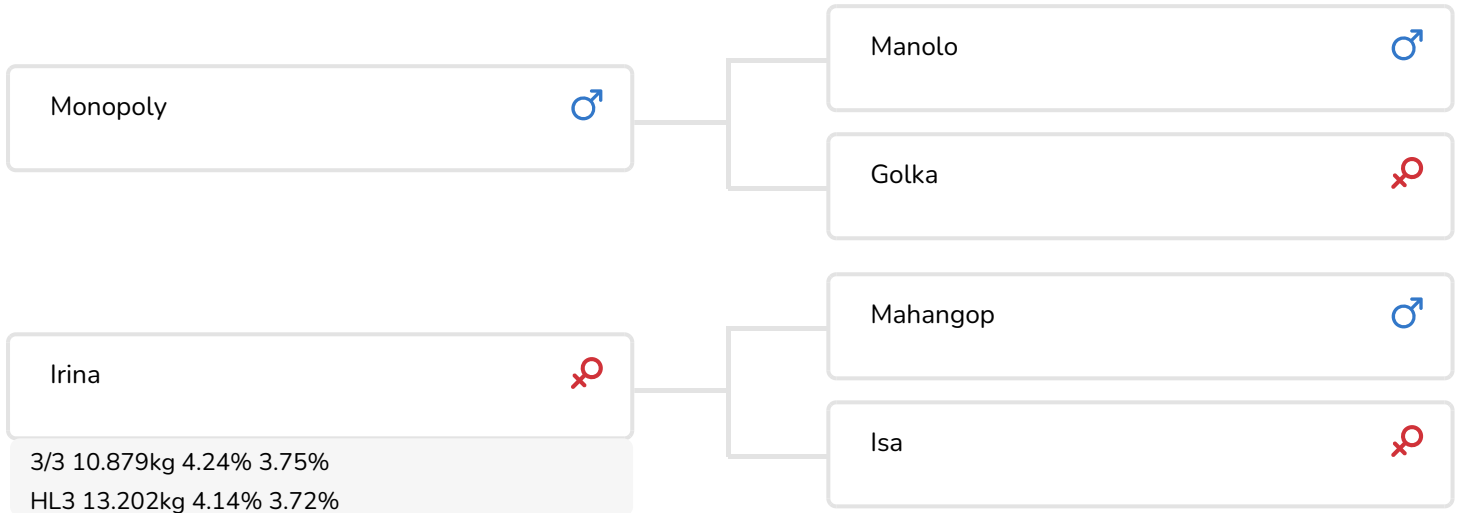 Monopoly
Manolo
Golka
Irina
3/3 10.879kg 4.24% 3.75%
HL3 13.202kg 4.14% 3.72%
Mahangop
Isa